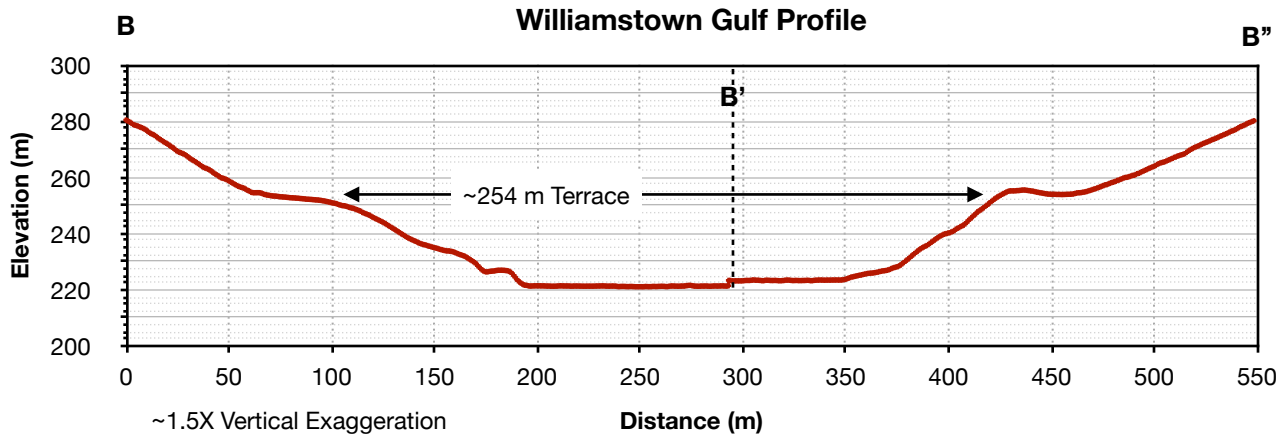 Williamstown Gulf Profile
B
B”
300
280
260
240
220
200
Elevation (m)
B’
~254 m Terrace
0
50
100
150
200
250
300
350
400
450
500
550
~1.5X Vertical Exaggeration
Distance (m)